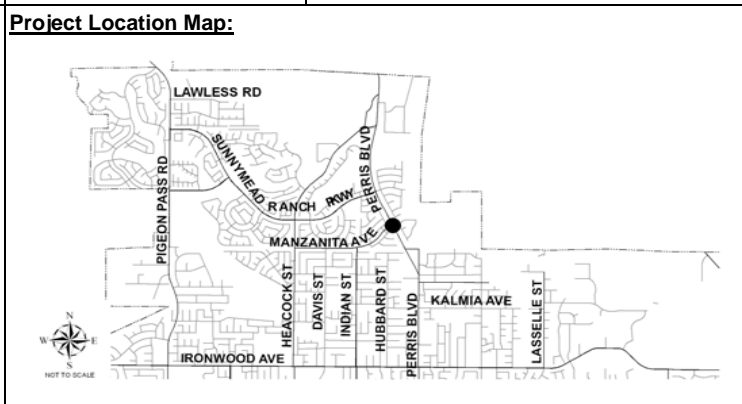 Project Location Map:
LAWLESS RD
SUNNYMEAD
RANCH PKWY
PERRIS BLVD
PIGEON PASS RD
MANZANITA AVE
HEACOCK ST
DAVIS ST
INDIAN ST
HUBBARD ST
PERRIS BLVD
KALMIA AVE
LASSELLE ST
IRONWOOD AVE
N
W E
S
NOT TO SCALE